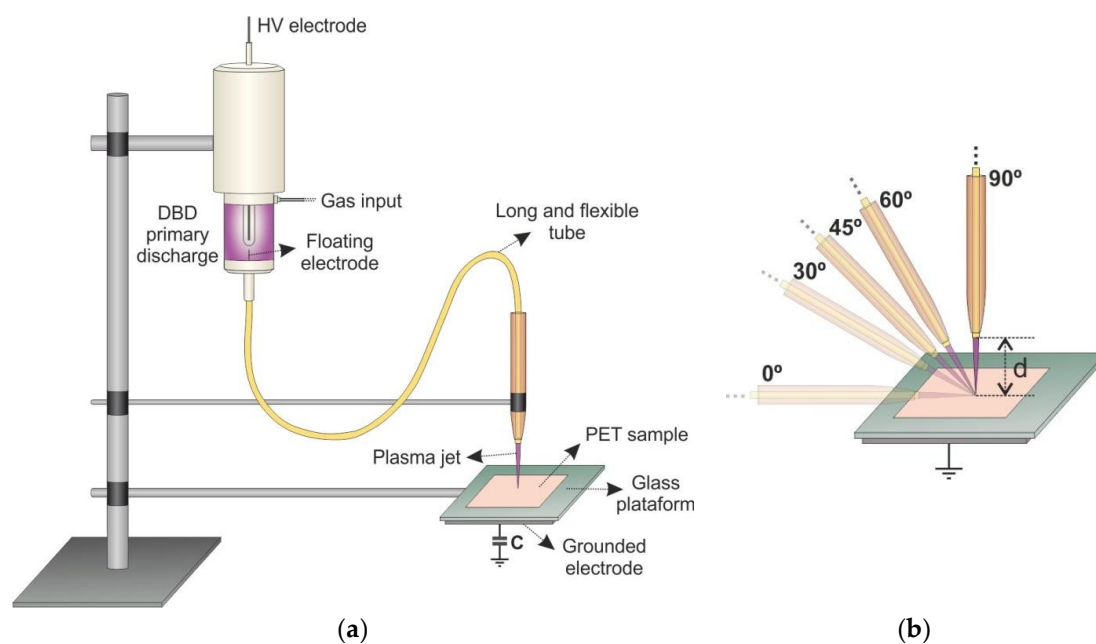 HV electrode
Gas input
DBD
primary
discharge
Floating
electrode
Long and flexible
tube
Plasma jet
PET sample
Glass
plataform
C
Grounded
electrode
(a)
90º
60º
45º
30º
0º
d
(b)